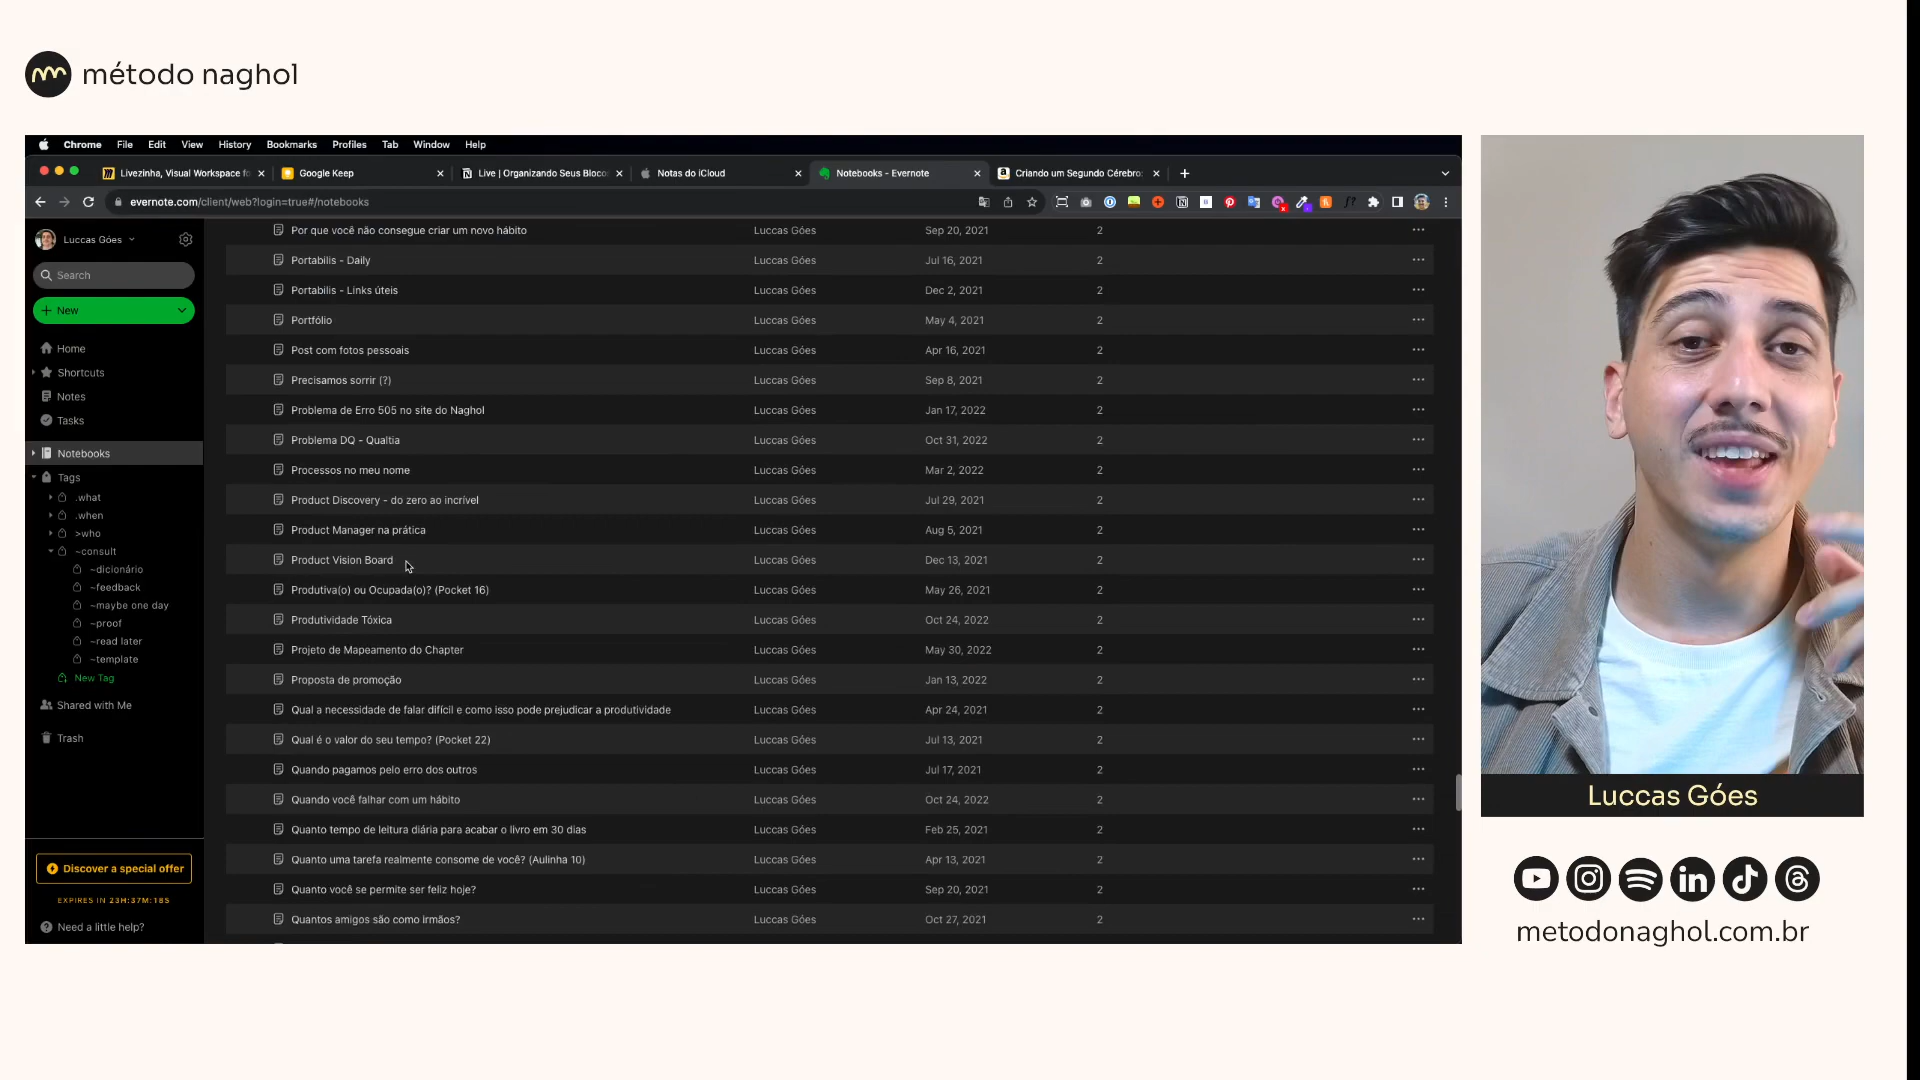 método naghol
Chrome File Edit View History Bookmarks Profiles Tab Window Help
Livezinha, Visual Workspace fo Google Keep Live | Organizando Seus Bloco Notas do iCloud Notebooks - Evernote Criando um Segundo Cérebro:
evernote.com/client/web?login=true#/notebooks
Luccas Góes
Search
New
Home
Shortcuts
Notes
Tasks
Notebooks
Tags
.what
.when
>who
~consult
~dicionário
~feedback
~maybe one day
~proof
~read later
~template
New Tag
Shared with Me
Trash
Discover a special offer
EXPIRES IN 23H:37M:18S
Need a little help?
Por que você não consegue criar um novo hábito Luccas Góes Sep 20, 2021 2
Portabilis - Daily Luccas Góes Jul 16, 2021 2
Portabilis - Links úteis Luccas Góes Dec 2, 2021 2
Portfólio Luccas Góes May 4, 2021 2
Post com fotos pessoais Luccas Góes Apr 16, 2021 2
Precisamos sorrir (?) Luccas Góes Sep 8, 2021 2
Problema de Erro 505 no site do Naghol Luccas Góes Jan 17, 2022 2
Problema DQ - Qualtia Luccas Góes Oct 31, 2022 2
Processos no meu nome Luccas Góes Mar 2, 2022 2
Product Discovery - do zero ao incrível Luccas Góes Jul 29, 2021 2
Product Manager na prática Luccas Góes Aug 5, 2021 2
Product Vision Board Luccas Góes Dec 13, 2021 2
Produtiva(o) ou Ocupada(o)? (Pocket 16) Luccas Góes May 26, 2021 2
Produtividade Tóxica Luccas Góes Oct 24, 2022 2
Projeto de Mapeamento do Chapter Luccas Góes May 30, 2022 2
Proposta de promoção Luccas Góes Jan 13, 2022 2
Qual a necessidade de falar difícil e como isso pode prejudicar a produtividade Luccas Góes Apr 24, 2021 2
Qual é o valor do seu tempo? (Pocket 22) Luccas Góes Jul 13, 2021 2
Quando pagamos pelo erro dos outros Luccas Góes Jul 17, 2021 2
Quando você falhar com um hábito Luccas Góes Oct 24, 2022 2
Quanto tempo de leitura diária para acabar o livro em 30 dias Luccas Góes Feb 25, 2021 2
Quanto uma tarefa realmente consome de você? (Aulinha 10) Luccas Góes Apr 13, 2021 2
Quanto você se permite ser feliz hoje? Luccas Góes Sep 20, 2021 2
Quantos amigos são como irmãos? Luccas Góes Oct 27, 2021 2
Luccas Góes
metodonaghol.com.br